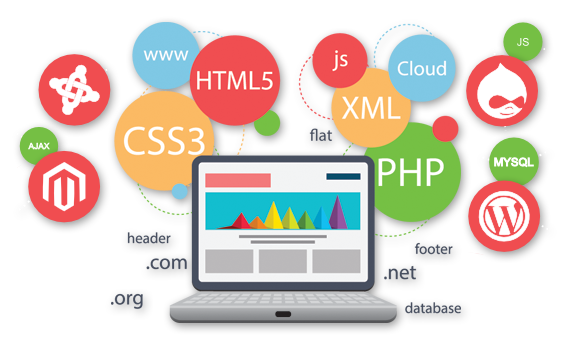 www
js
JS
HTML5
Cloud
XML
CSS3
flat
AJAX
PHP
MYSQL
header
footer
.com
.net
.org
database